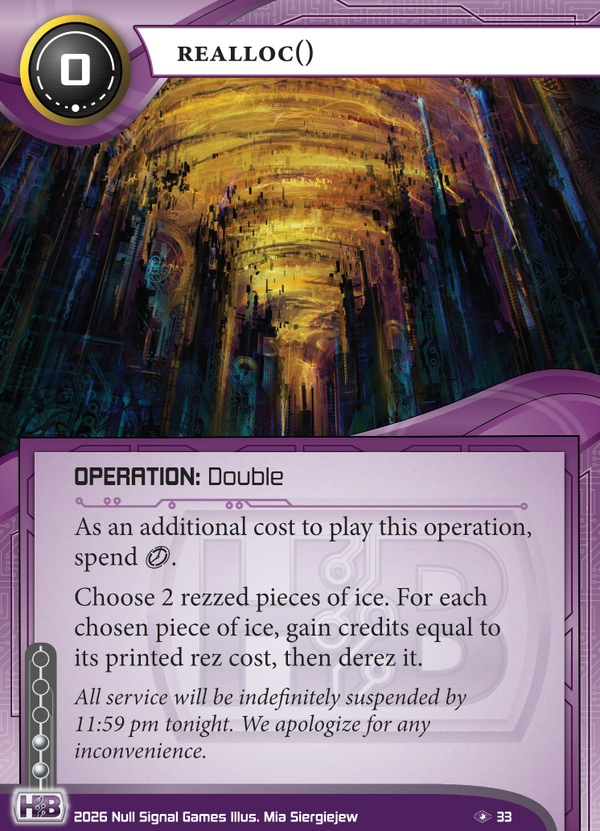 0
REALLOC()
OPERATION: Double
As an additional cost to play this operation,
spend .
Choose 2 rezzed pieces of ice. For each
chosen piece of ice, gain credits equal to
its printed rez cost, then derez it.
All service will be indefinitely suspended by
11:59 pm tonight. We apologize for any
inconvenience.
HB
2026 Null Signal Games Illus. Mia Siergiejew 33